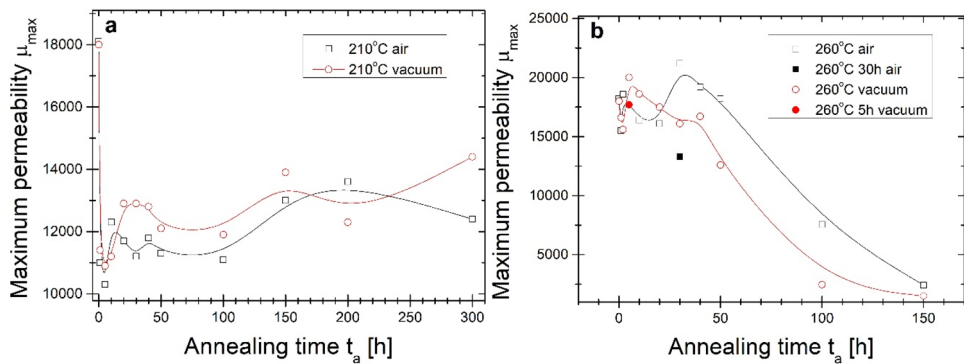 a
210°C air
210°C vacuum
Maximum permeability μmax
18000
16000
14000
12000
10000
0 50 100 150 200 250 300
Annealing time ta [h]
b
260°C air
260°C 30h air
260°C vacuum
260°C 5h vacuum
Maximum permeability μmax
25000
20000
15000
10000
5000
0 50 100 150
Annealing time ta [h]